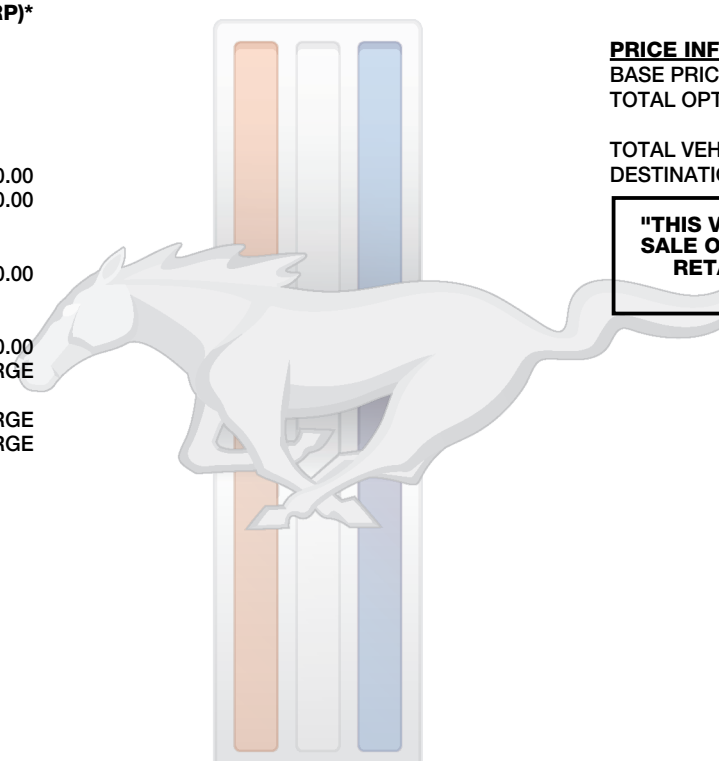 RP)*
0.00
0.00
0.00
0.00
RGE
RGE
RGE
PRICE INF
BASE PRIC
TOTAL OPT
TOTAL VEH
DESTINATI
"THIS V
SALE O
RETA